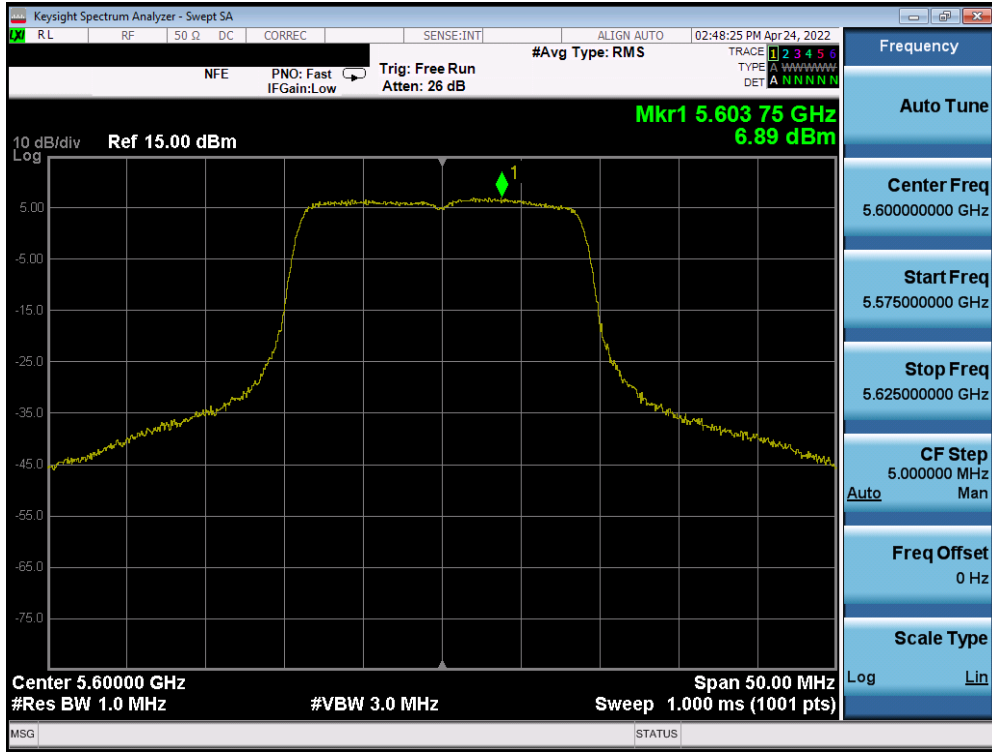 Keysight Spectrum Analyzer - Swept SA
LXI RL RF 50 Ω DC CORREC SENSE:INT ALIGN AUTO 02:48:25 PM Apr 24, 2022
NFE PNO: Fast Trig: Free Run #Avg Type: RMS TRACE 1 2 3 4 5 6
IFGain:Low Atten: 26 dB TYPE A WWWWW
DET A N N N N N
Frequency
Mkr1 5.603 75 GHz
6.89 dBm
10 dB/div Ref 15.00 dBm
Log
1
5.00
-5.00
-15.0
-25.0
-35.0
-45.0
-55.0
-65.0
-75.0
Center 5.60000 GHz Span 50.00 MHz
#Res BW 1.0 MHz #VBW 3.0 MHz Sweep 1.000 ms (1001 pts)
MSG STATUS
Auto Tune
Center Freq
5.600000000 GHz
Start Freq
5.575000000 GHz
Stop Freq
5.625000000 GHz
CF Step
5.000000 MHz
Auto Man
Freq Offset
0 Hz
Scale Type
Log Lin